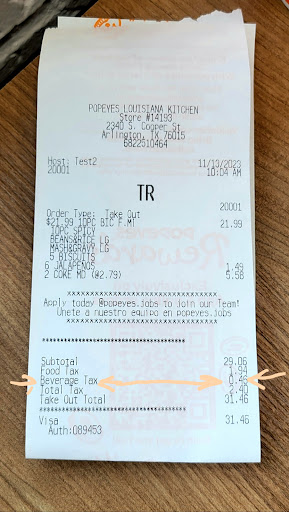 POPEYES LOUISIANA KITCHEN
Store #14193
2340 S. Cooper St.
Arlington, TX 76015
6822510464
Host: Test2 11/13/2023
20001 10:04 AM
TR
20001
Order Type: Take Out
$21.99 10PC BIC F.M! 21.99
10PC SPICY
BEANS&RICE LG
MASH&GRAVY LG
5 BISCUITS
6 JALAPENOS 1.49
2 COKE MD (@2.79) 5.58
Apply today @popeyes.jobs to Join our Team!
Unete a nuestro equipo en popeyes.jobs
Subtotal 29.06
Food Tax 1.94
Beverage Tax 0.46
Total Tax 2.40
Take Out Total 31.46
Visa 31.46
Auth:089453